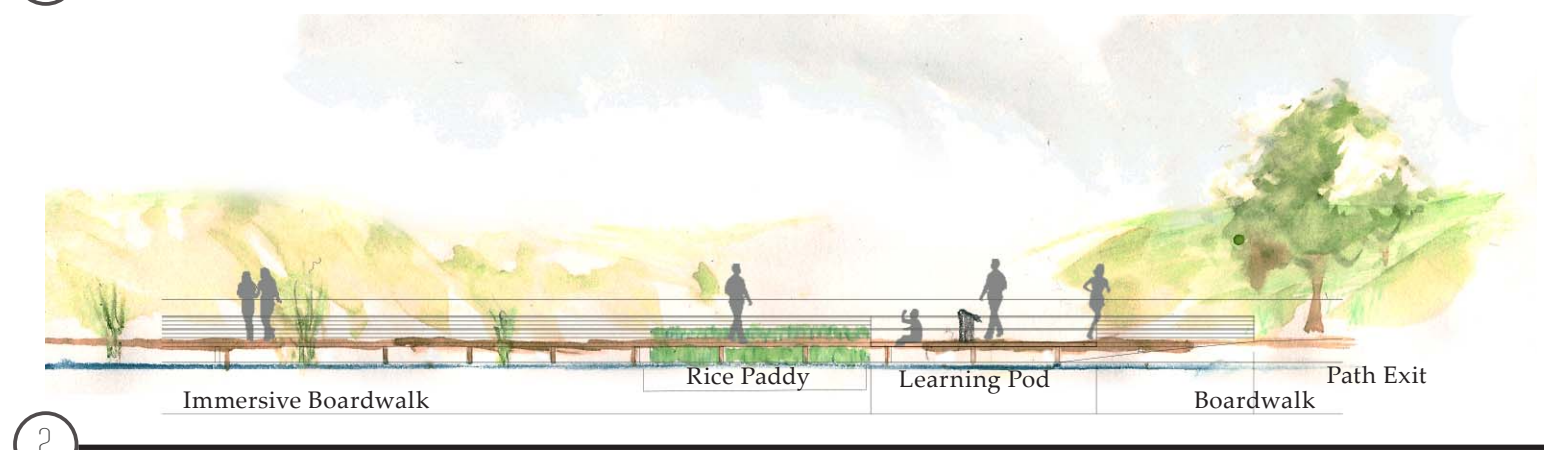 Rice Paddy
Learning Pod
Path Exit
Immersive Boardwalk
Boardwalk
2